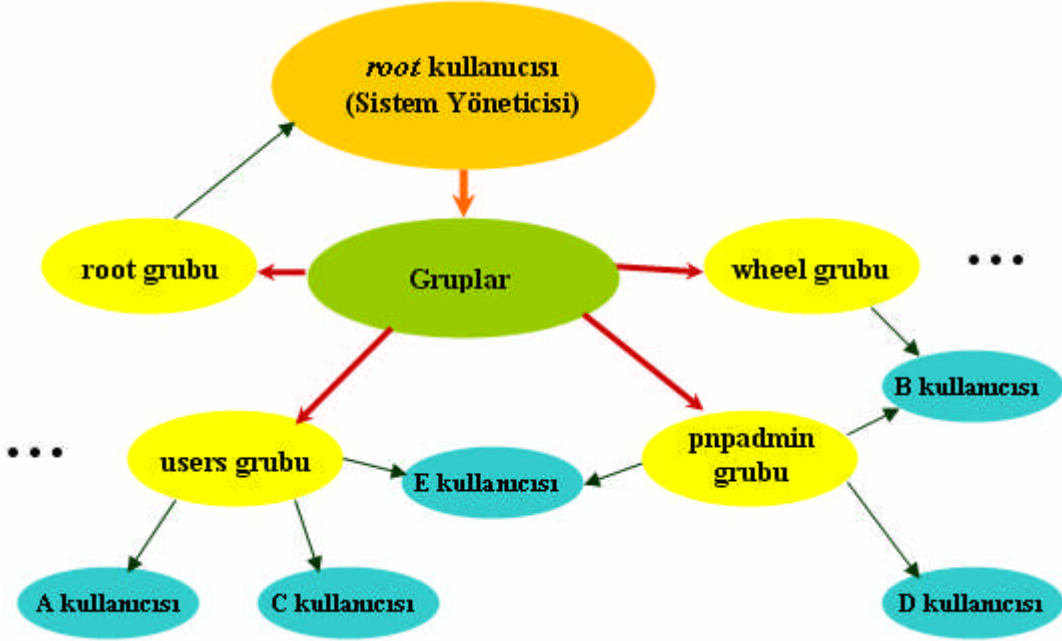 root kullanıcısı
(Sistem Yöneticisi)
root grubu
Gruplar
wheel grubu
...
B kullanıcısı
...
users grubu
E kullanıcısı
pnpadmin
grubu
A kullanıcısı
C kullanıcısı
D kullanıcısı